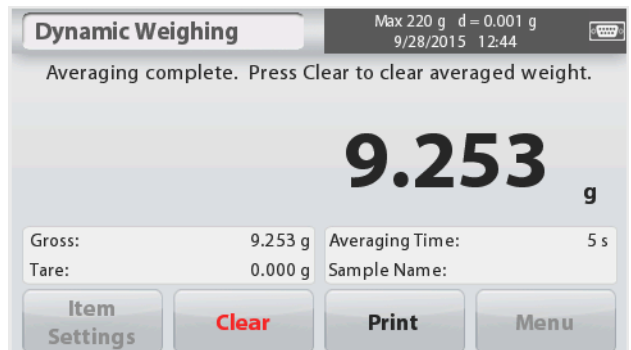 Dynamic Weighing
Max 220 g d = 0.001 g
9/28/2015 12:44
Averaging complete. Press Clear to clear averaged weight.
9.253 g
Gross: 9.253 g
Tare: 0.000 g
Averaging Time: 5 s
Sample Name:
Item
Settings
Clear
Print
Menu